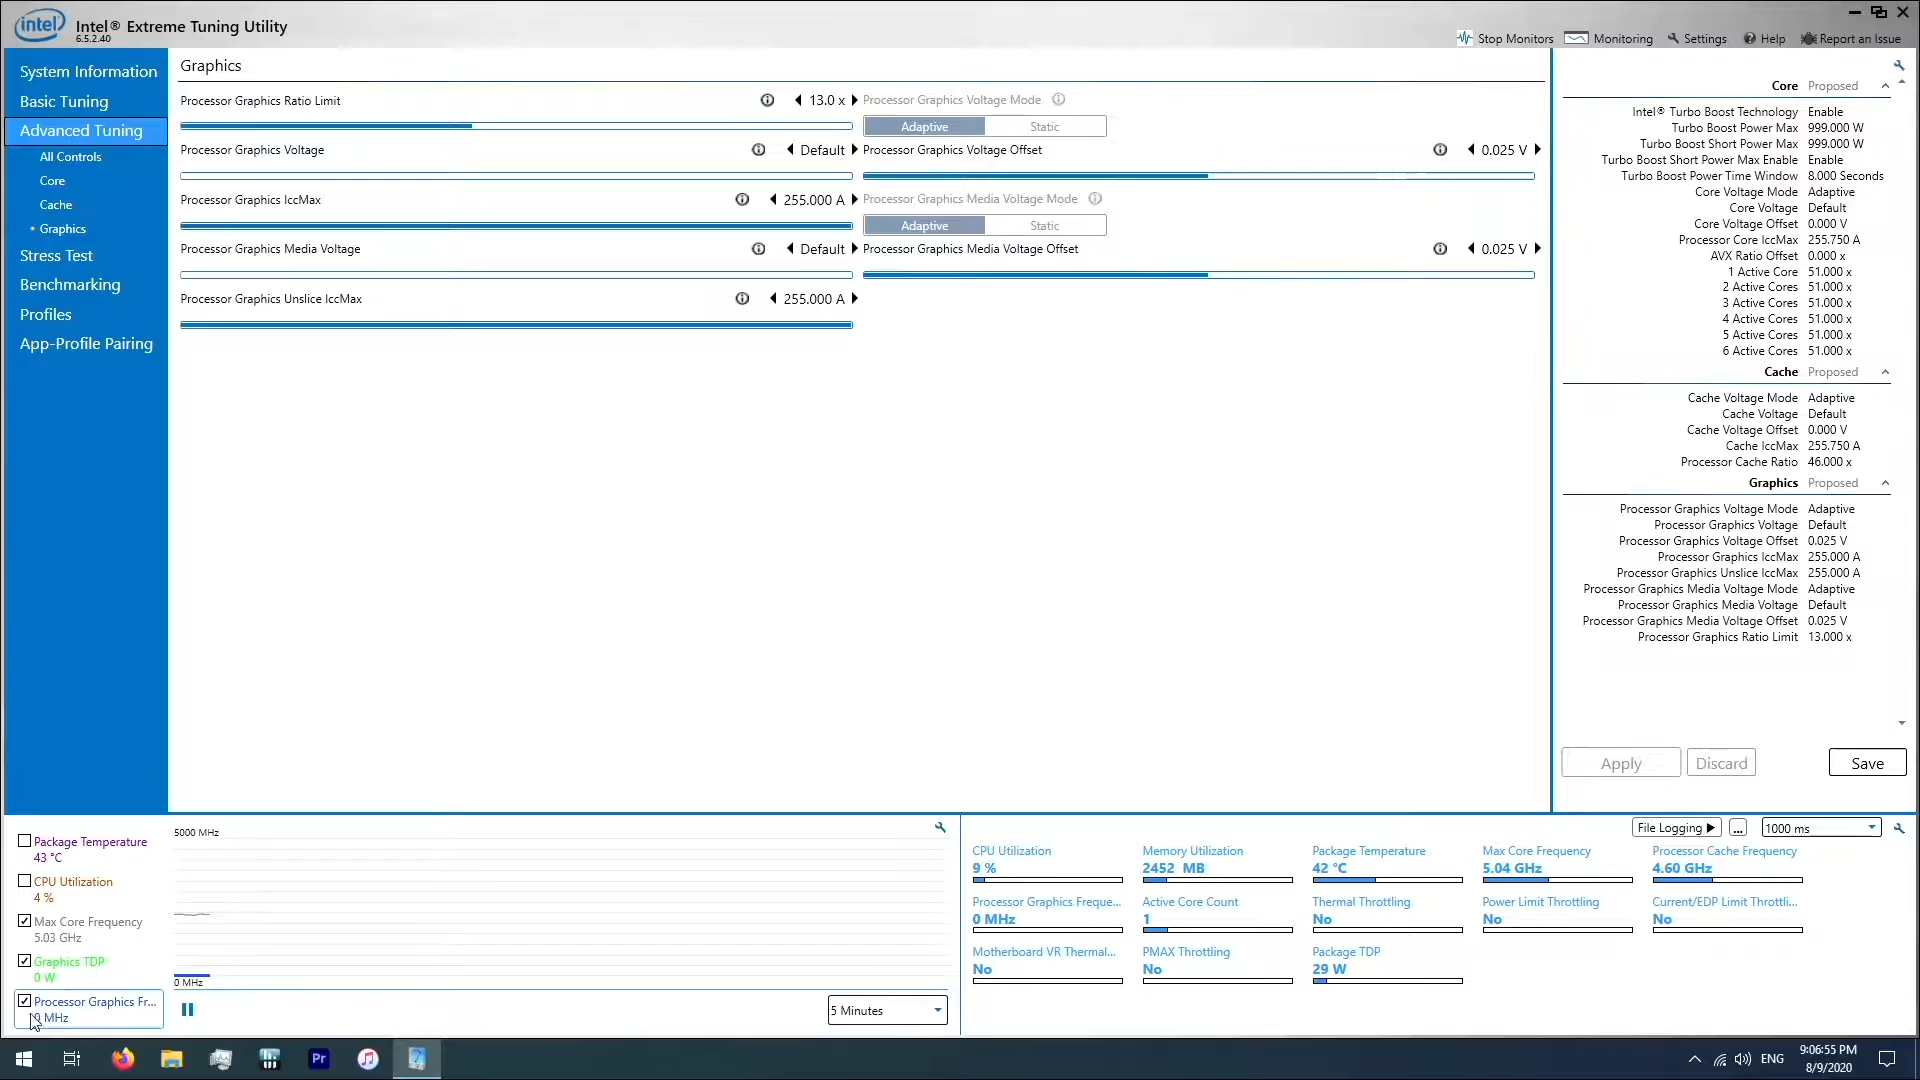 intel
Intel® Extreme Tuning Utility
6.5.2.40
Stop Monitors
Monitoring
Settings
Help
Report an Issue
System Information
Basic Tuning
Advanced Tuning
All Controls
Core
Cache
• Graphics
Stress Test
Benchmarking
Profiles
App-Profile Pairing
Graphics
Processor Graphics Ratio Limit
13.0 x
Processor Graphics Voltage Mode
Adaptive
Static
Processor Graphics Voltage
Default
Processor Graphics Voltage Offset
0.025 V
Processor Graphics IccMax
255.000 A
Processor Graphics Media Voltage Mode
Adaptive
Static
Processor Graphics Media Voltage
Default
Processor Graphics Media Voltage Offset
0.025 V
Processor Graphics Unslice IccMax
255.000 A
Core Proposed
Intel® Turbo Boost Technology Enable
Turbo Boost Power Max 999.000 W
Turbo Boost Short Power Max 999.000 W
Turbo Boost Short Power Max Enable Enable
Turbo Boost Power Time Window 8.000 Seconds
Core Voltage Mode Adaptive
Core Voltage Default
Core Voltage Offset 0.000 V
Processor Core IccMax 255.750 A
AVX Ratio Offset 0.000 x
1 Active Core 51.000 x
2 Active Cores 51.000 x
3 Active Cores 51.000 x
4 Active Cores 51.000 x
5 Active Cores 51.000 x
6 Active Cores 51.000 x
Cache Proposed
Cache Voltage Mode Adaptive
Cache Voltage Default
Cache Voltage Offset 0.000 V
Cache IccMax 255.750 A
Processor Cache Ratio 46.000 x
Graphics Proposed
Processor Graphics Voltage Mode Adaptive
Processor Graphics Voltage Default
Processor Graphics Voltage Offset 0.025 V
Processor Graphics IccMax 255.000 A
Processor Graphics Unslice IccMax 255.000 A
Processor Graphics Media Voltage Mode Adaptive
Processor Graphics Media Voltage Default
Processor Graphics Media Voltage Offset 0.025 V
Processor Graphics Ratio Limit 13.000 x
Apply
Discard
Save
Package Temperature
43 °C
CPU Utilization
4 %
Max Core Frequency
5.03 GHz
Graphics TDP
0 W
Processor Graphics Fr...
0 MHz
5000 MHz
0 MHz
5 Minutes
File Logging
...
1000 ms
CPU Utilization
9 %
Memory Utilization
2452 MB
Package Temperature
42 °C
Max Core Frequency
5.04 GHz
Processor Cache Frequency
4.60 GHz
Processor Graphics Freque...
0 MHz
Active Core Count
1
Thermal Throttling
No
Power Limit Throttling
No
Current/EDP Limit Throttli...
No
Motherboard VR Thermal...
No
PMAX Throttling
No
Package TDP
29 W
Pr
ENG
9:06:55 PM
8/9/2020